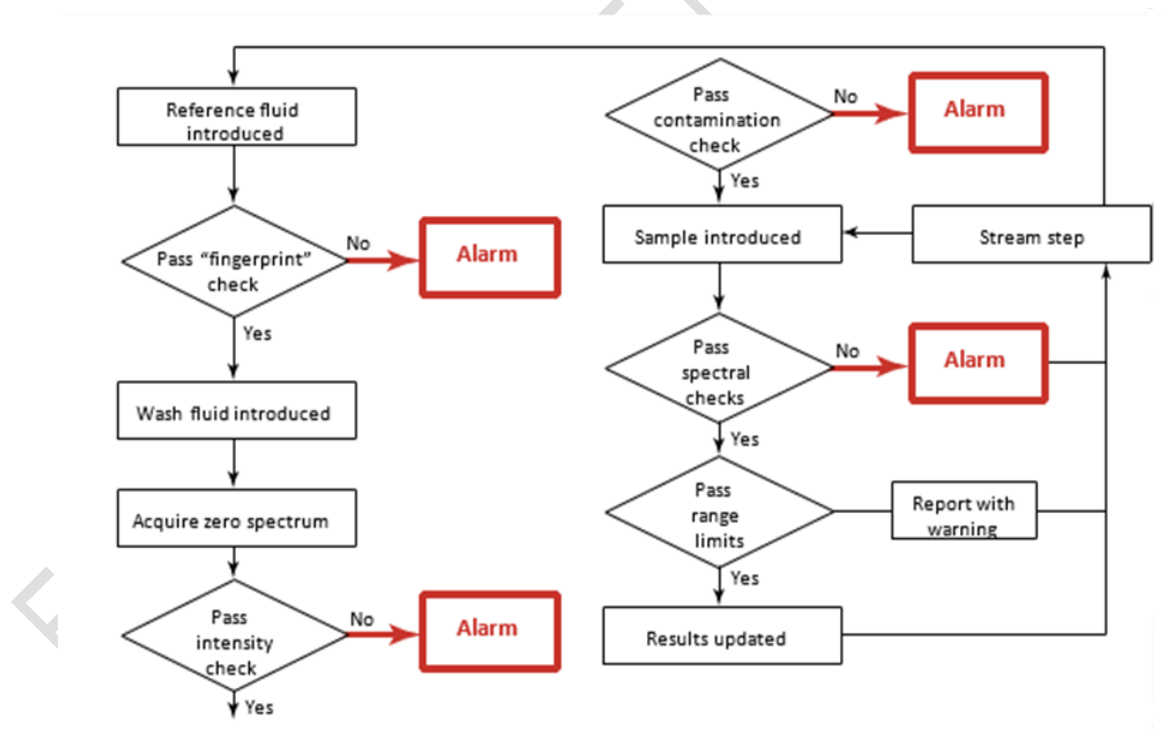 Reference fluid
introduced
Pass “fingerprint”
check
No
Alarm
Yes
Wash fluid introduced
Acquire zero spectrum
Pass
intensity
check
No
Alarm
Yes
Pass
contamination
check
No
Alarm
Yes
Sample introduced
Stream step
Pass
spectral
checks
No
Alarm
Yes
Pass
range
limits
Report with
warning
Yes
Results updated